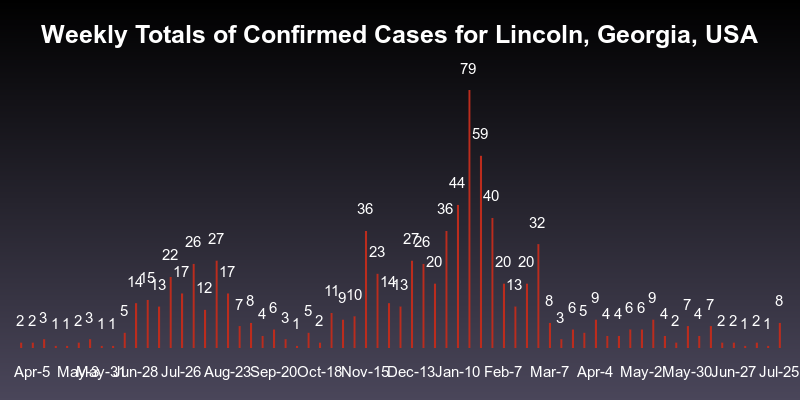 Weekly Totals of Confirmed Cases for Lincoln, Georgia, USA
2 2 3 1 1 2 3 1 1 5 14 15 13 22 17 26 12 27 17 7 8 4 6 3 1 5 2 11 9 10 36 23 14 13 27 26 20 36 44 79 59 40 20 13 20 32 8 3 6 5 9 4 4 6 6 9 4 2 7 4 7 2 2 1 2 1 8
Apr-5 May-3 May-31 Jun-28 Jul-26 Aug-23 Sep-20 Oct-18 Nov-15 Dec-13 Jan-10 Feb-7 Mar-7 Apr-4 May-2 May-30 Jun-27 Jul-25